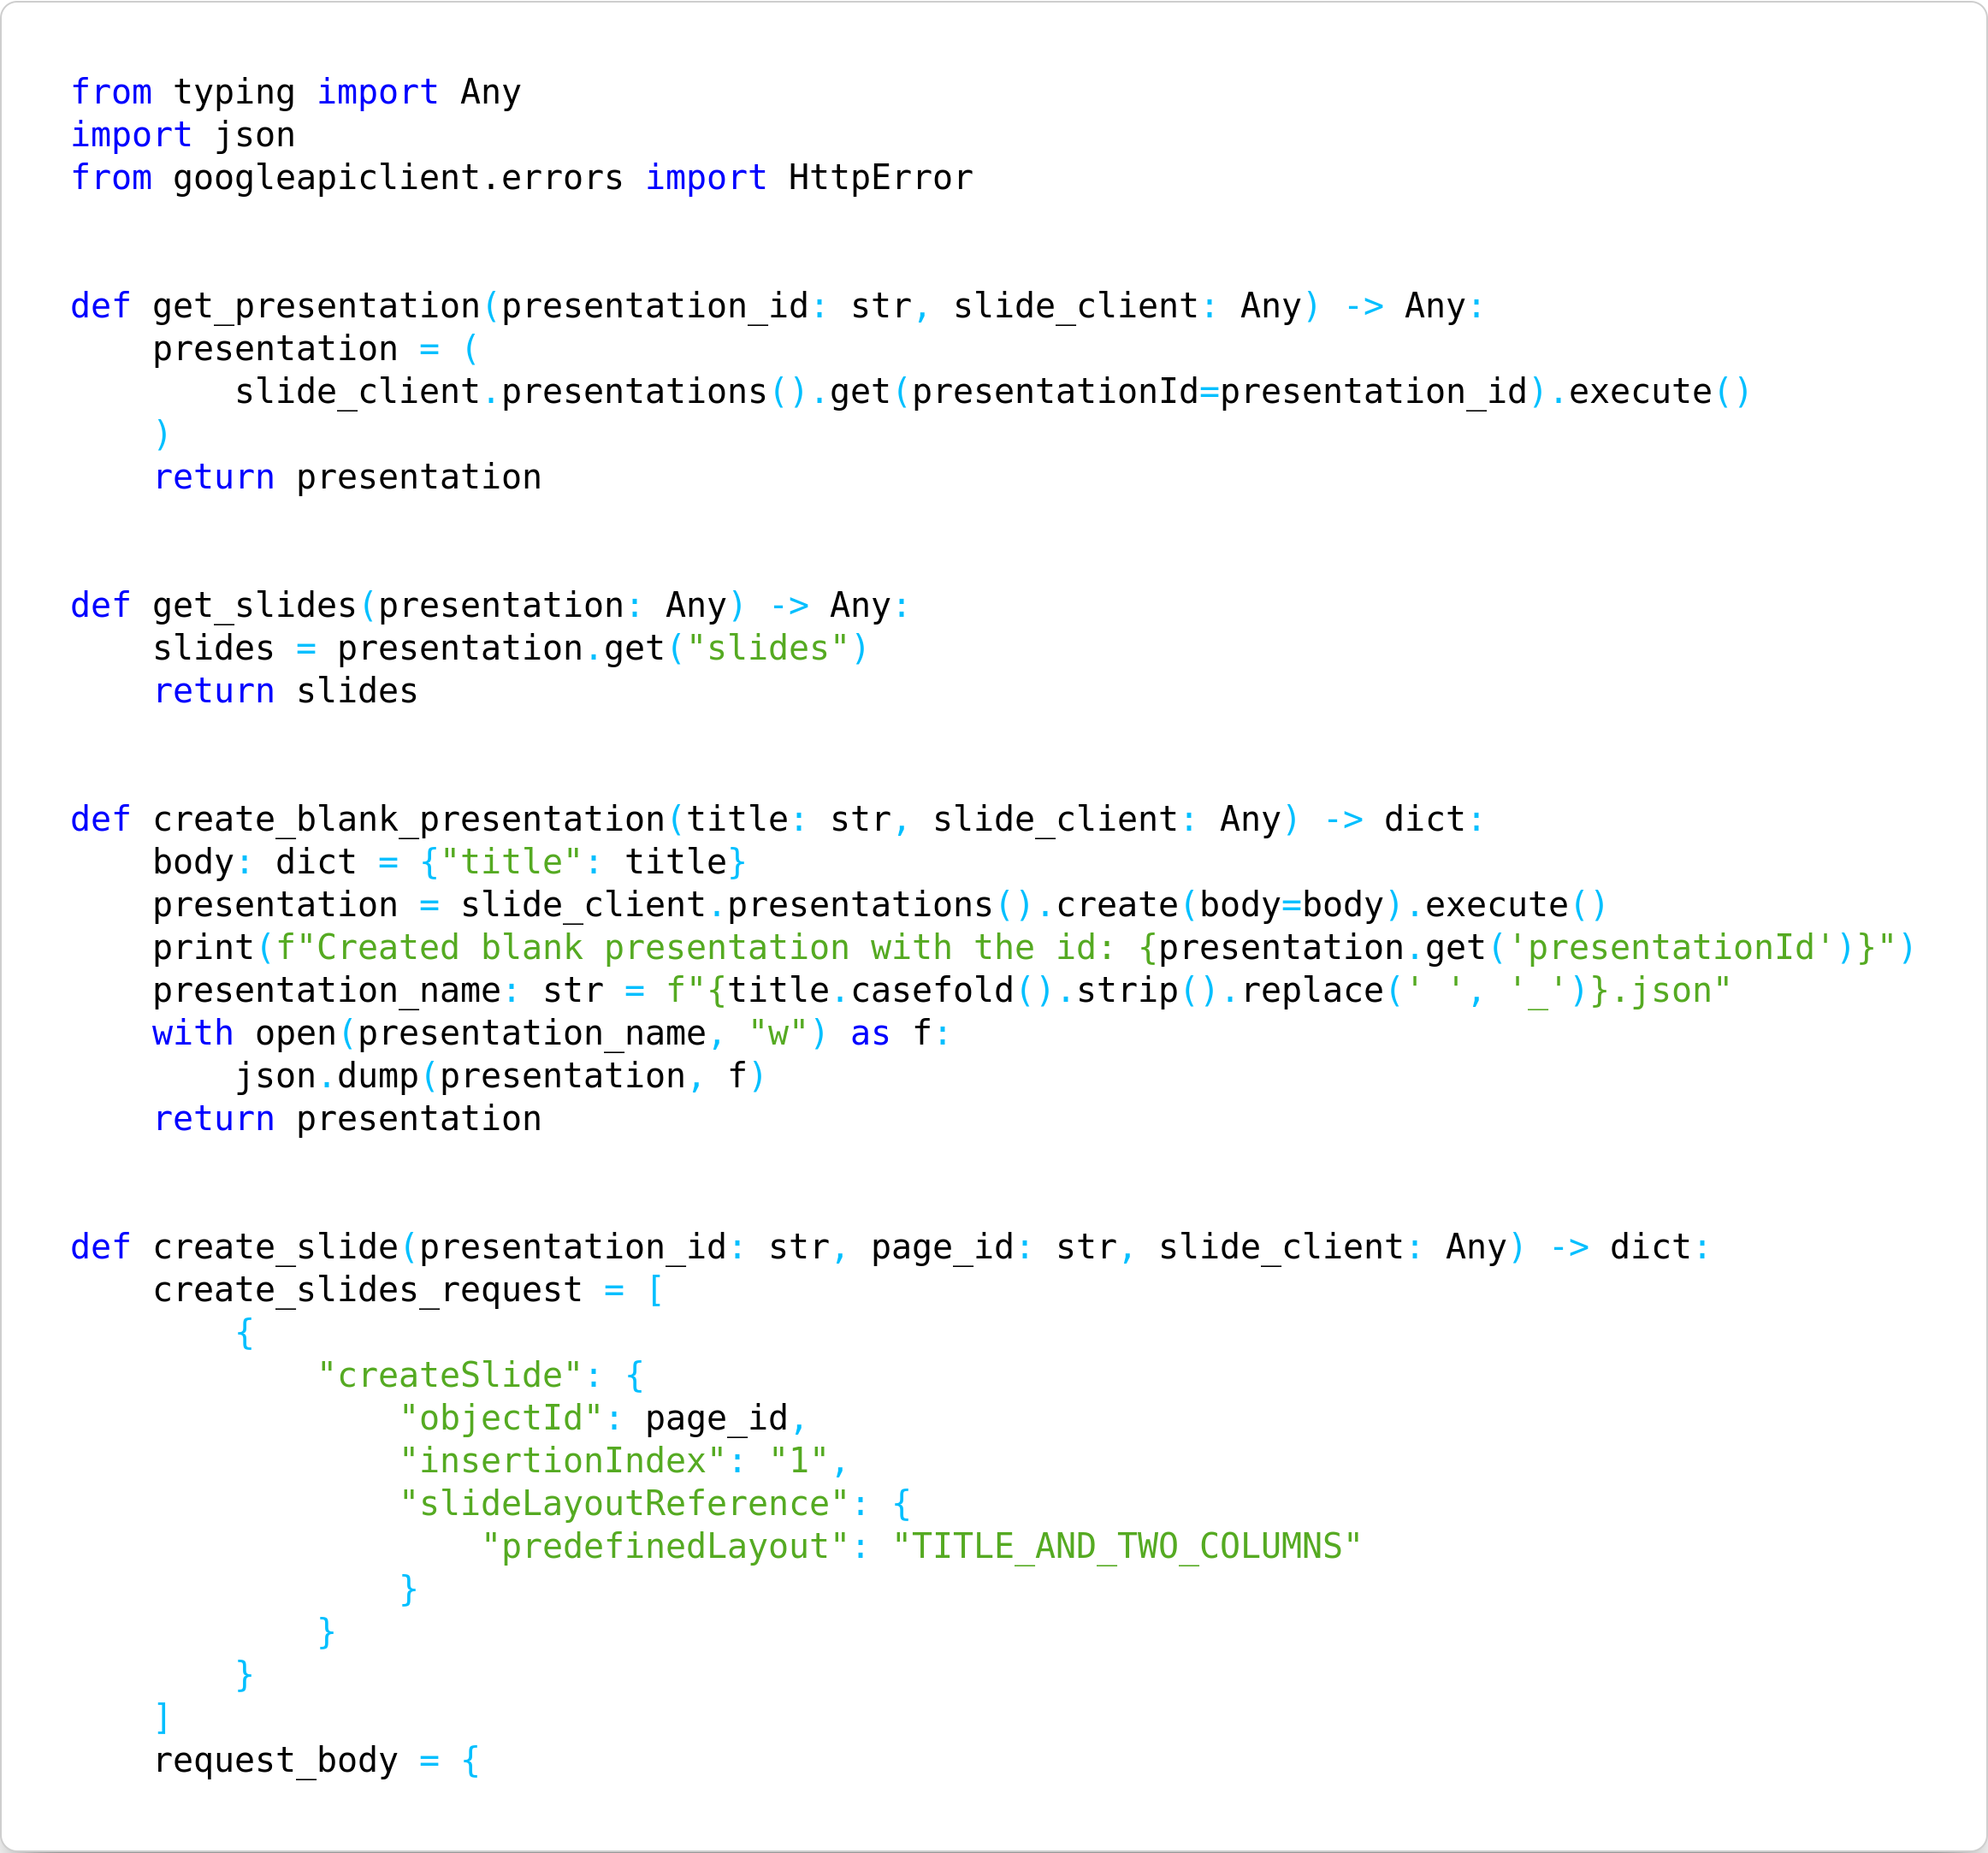 from typing import Any
import json
from googleapiclient.errors import HttpError


def get_presentation(presentation_id: str, slide_client: Any) -> Any:
    presentation = (
        slide_client.presentations().get(presentationId=presentation_id).execute()
    )
    return presentation


def get_slides(presentation: Any) -> Any:
    slides = presentation.get("slides")
    return slides


def create_blank_presentation(title: str, slide_client: Any) -> dict:
    body: dict = {"title": title}
    presentation = slide_client.presentations().create(body=body).execute()
    print(f"Created blank presentation with the id: {presentation.get('presentationId')}")
    presentation_name: str = f"{title.casefold().strip().replace(' ', '_')}.json"
    with open(presentation_name, "w") as f:
        json.dump(presentation, f)
    return presentation


def create_slide(presentation_id: str, page_id: str, slide_client: Any) -> dict:
    create_slides_request = [
        {
            "createSlide": {
                "objectId": page_id,
                "insertionIndex": "1",
                "slideLayoutReference": {
                    "predefinedLayout": "TITLE_AND_TWO_COLUMNS"
                }
            }
        }
    ]
    request_body = {